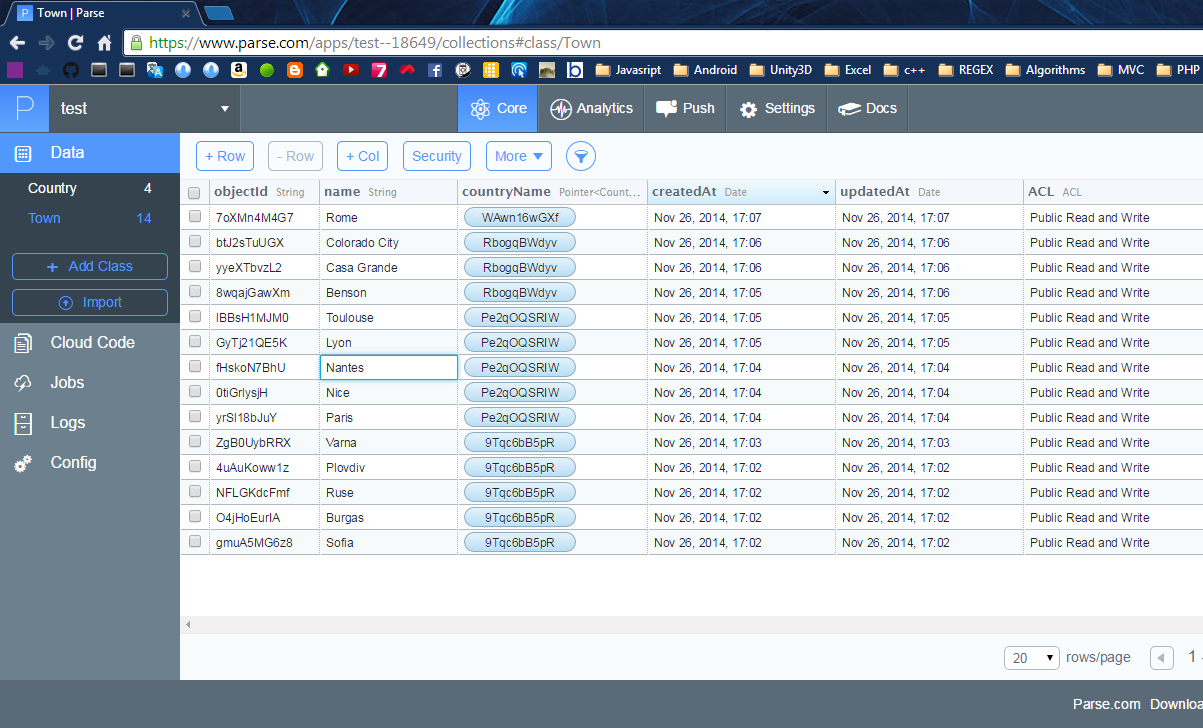 Town | Parse
https://www.parse.com/apps/test--18649/collections#class/Town
Javasript Android Unity3D Excel c++ REGEX Algorithms MVC PHP
P test Core Analytics Push Settings Docs
Data
Country 4
Town 14
+ Add Class
Import
Cloud Code
Jobs
Logs
Config
+ Row - Row + Col Security More
objectId String name String countryName Pointer<Count... createdAt Date updatedAt Date ACL ACL
7oXMn4M4G7 Rome WAwn16wGXf Nov 26, 2014, 17:07 Nov 26, 2014, 17:07 Public Read and Write
btJ2sTuUGX Colorado City RbogqBWdyv Nov 26, 2014, 17:06 Nov 26, 2014, 17:06 Public Read and Write
yyeXTbvzL2 Casa Grande RbogqBWdyv Nov 26, 2014, 17:06 Nov 26, 2014, 17:06 Public Read and Write
8wqajGawXm Benson RbogqBWdyv Nov 26, 2014, 17:05 Nov 26, 2014, 17:06 Public Read and Write
IBBsH1MJM0 Toulouse Pe2qOQSRIW Nov 26, 2014, 17:05 Nov 26, 2014, 17:05 Public Read and Write
GyTj21QE5K Lyon Pe2qOQSRIW Nov 26, 2014, 17:05 Nov 26, 2014, 17:05 Public Read and Write
fHskoN7BhU Nantes Pe2qOQSRIW Nov 26, 2014, 17:04 Nov 26, 2014, 17:04 Public Read and Write
0tiGrlysjH Nice Pe2qOQSRIW Nov 26, 2014, 17:04 Nov 26, 2014, 17:04 Public Read and Write
yrSI18bJuY Paris Pe2qOQSRIW Nov 26, 2014, 17:04 Nov 26, 2014, 17:04 Public Read and Write
ZgB0UybRRX Varna 9Tqc6bB5pR Nov 26, 2014, 17:03 Nov 26, 2014, 17:03 Public Read and Write
4uAuKoww1z Plovdiv 9Tqc6bB5pR Nov 26, 2014, 17:02 Nov 26, 2014, 17:02 Public Read and Write
NFLGKdcFmf Ruse 9Tqc6bB5pR Nov 26, 2014, 17:02 Nov 26, 2014, 17:02 Public Read and Write
O4jHoEurIA Burgas 9Tqc6bB5pR Nov 26, 2014, 17:02 Nov 26, 2014, 17:02 Public Read and Write
gmuA5MG6z8 Sofia 9Tqc6bB5pR Nov 26, 2014, 17:02 Nov 26, 2014, 17:02 Public Read and Write
20 rows/page 1
Parse.com